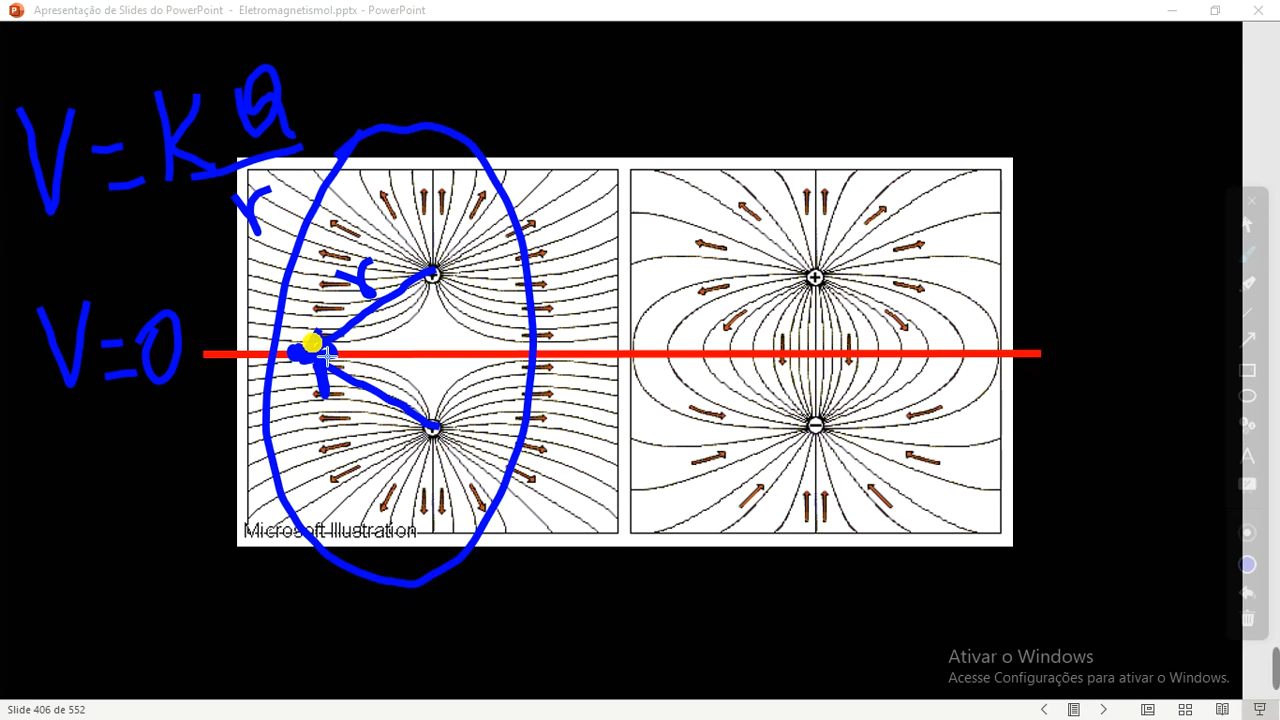 Apresentação de Slides do PowerPoint - Eletromagnetismol.pptx - PowerPoint
V = K Q
r
r
V = 0
+
+
+
−
Microsoft Illustration
Ativar o Windows
Acesse Configurações para ativar o Windows.
Slide 406 de 552